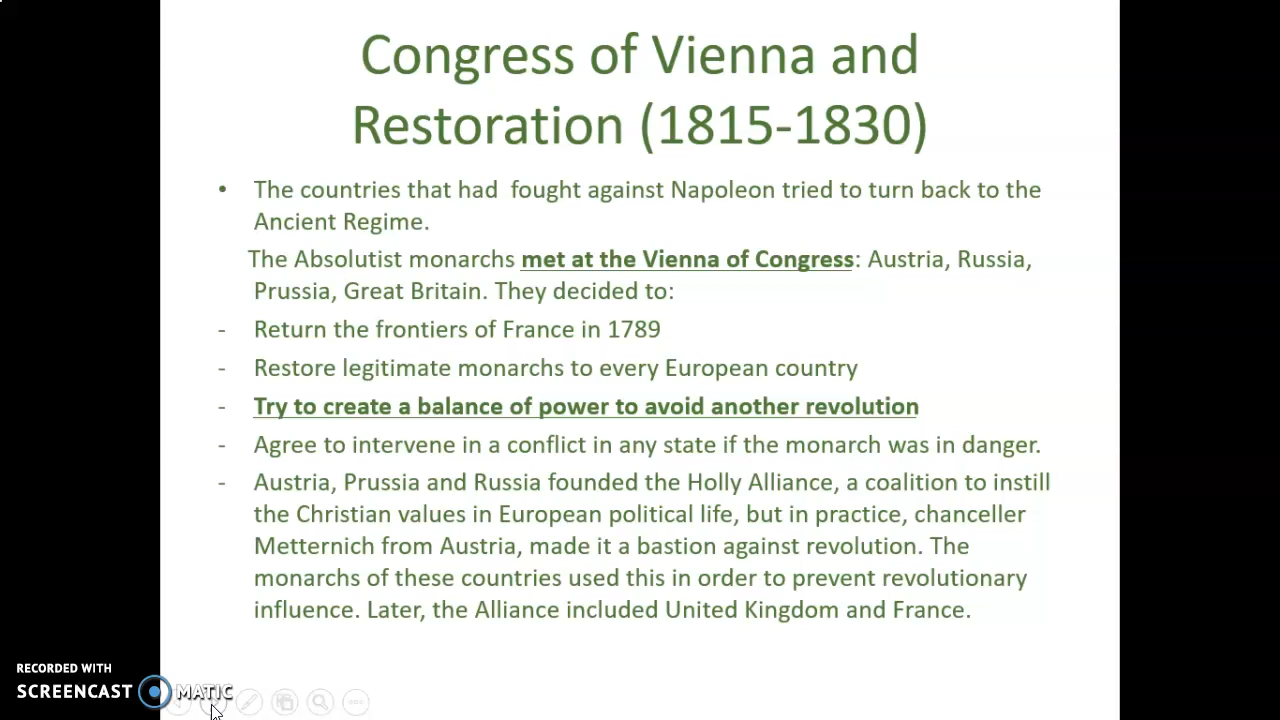 Congress of Vienna and
Restoration (1815-1830)
• The countries that had fought against Napoleon tried to turn back to the
Ancient Regime.
The Absolutist monarchs met at the Vienna of Congress: Austria, Russia,
Prussia, Great Britain. They decided to:
- Return the frontiers of France in 1789
- Restore legitimate monarchs to every European country
- Try to create a balance of power to avoid another revolution
- Agree to intervene in a conflict in any state if the monarch was in danger.
- Austria, Prussia and Russia founded the Holly Alliance, a coalition to instill
the Christian values in European political life, but in practice, chanceller
Metternich from Austria, made it a bastion against revolution. The
monarchs of these countries used this in order to prevent revolutionary
influence. Later, the Alliance included United Kingdom and France.
RECORDED WITH
SCREENCAST MATIC